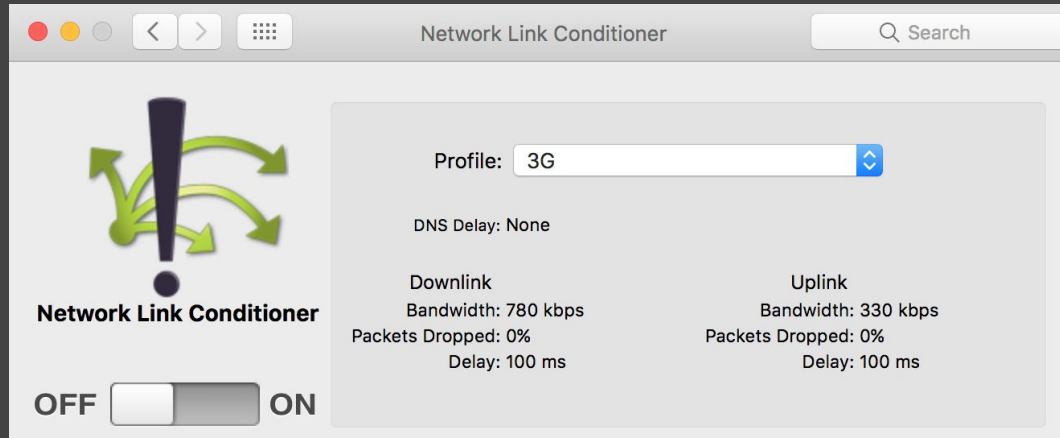 Network Link Conditioner
Search
Profile: 3G
DNS Delay: None
Downlink Uplink
Bandwidth: 780 kbps Bandwidth: 330 kbps
Packets Dropped: 0% Packets Dropped: 0%
Delay: 100 ms Delay: 100 ms
Network Link Conditioner
OFF ON